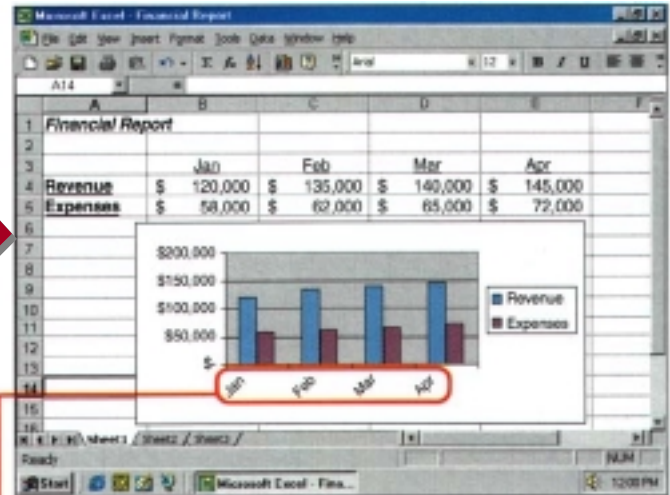 Microsoft Excel - Financial Report
File Edit View Insert Format Tools Data Window Help
Arial 12 B I U
A14 =
A B C D E F
1 Financial Report
2
3 Jan Feb Mar Apr
4 Revenue $ 120,000 $ 135,000 $ 140,000 $ 145,000
5 Expenses $ 58,000 $ 62,000 $ 65,000 $ 72,000
6
7 $200,000
8
9 $150,000 Revenue
10 $100,000
11 $50,000 Expenses
12
13 $-
14 Jan Feb Mar Apr
15
16
Sheet1 / Sheet2 / Sheet3 /
Ready NUM
Start Microsoft Excel - Fina... 12:00 PM